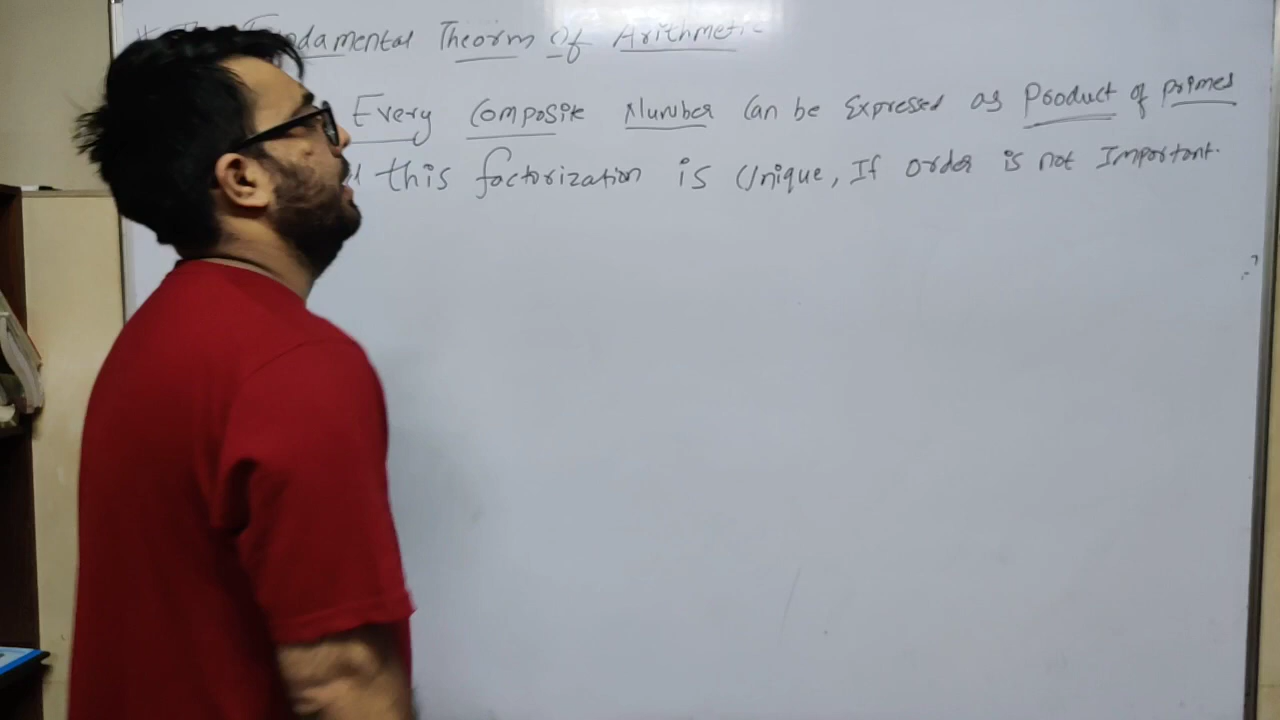 damental Theorm Of Arithmetic
Every Composite Number Can be Expressed as Product of Primes
this factorization is Unique, If order is not Important.